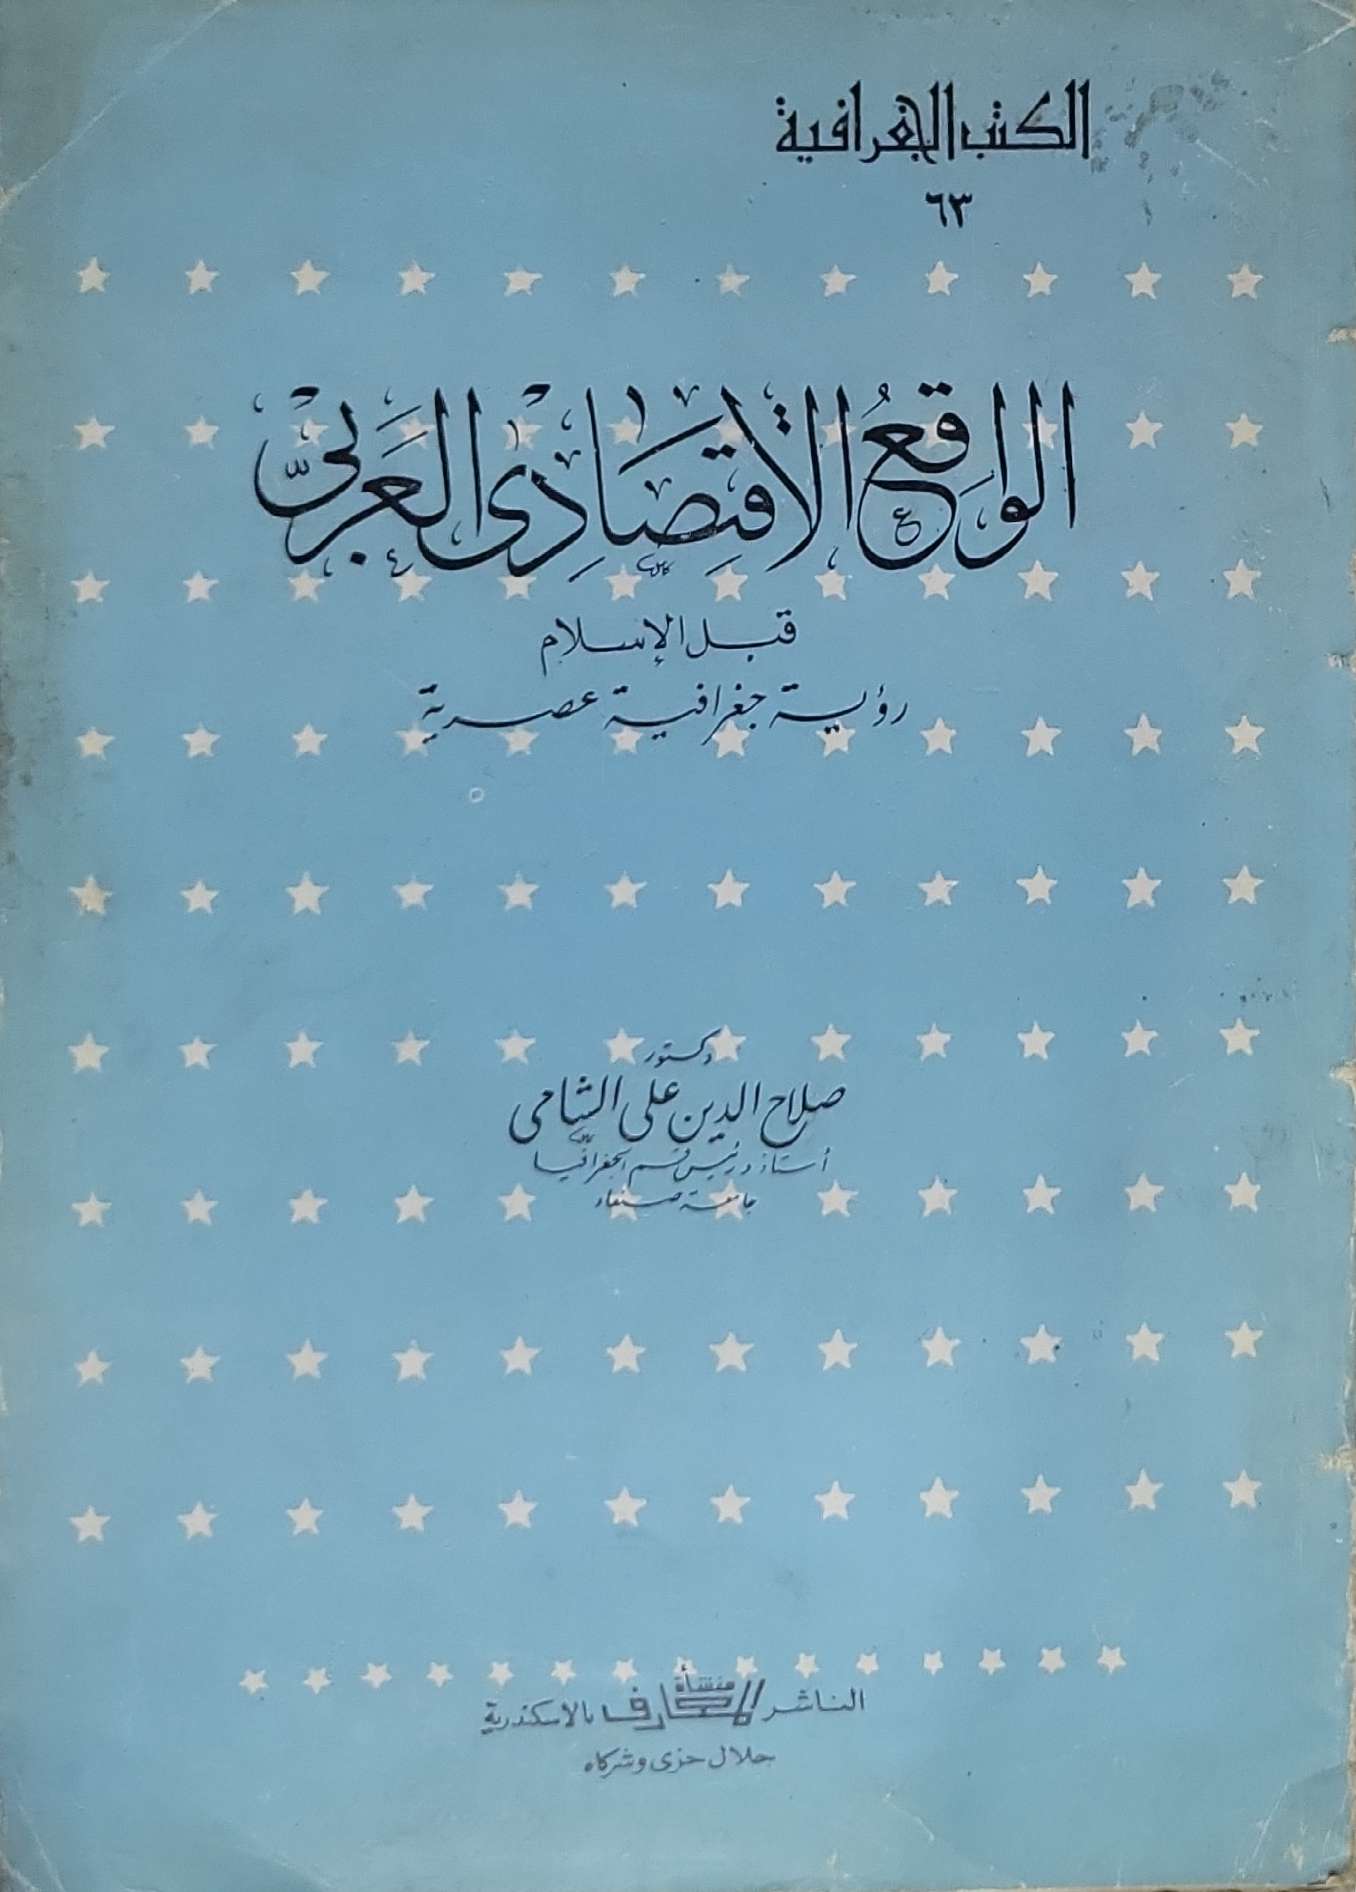 الكتب الجغرافية
٦٣
الواقع الاقتصادى العربى
قبل الإسلام
رؤية جغرافية عصرية
دكتور
صلاح الدين على الشامى
أستاذ ورئيس قسم الجغرافيا
جامعة صنعاء
الناشر منشأة المعارف بالاسكندرية
جلال حزى وشركاه